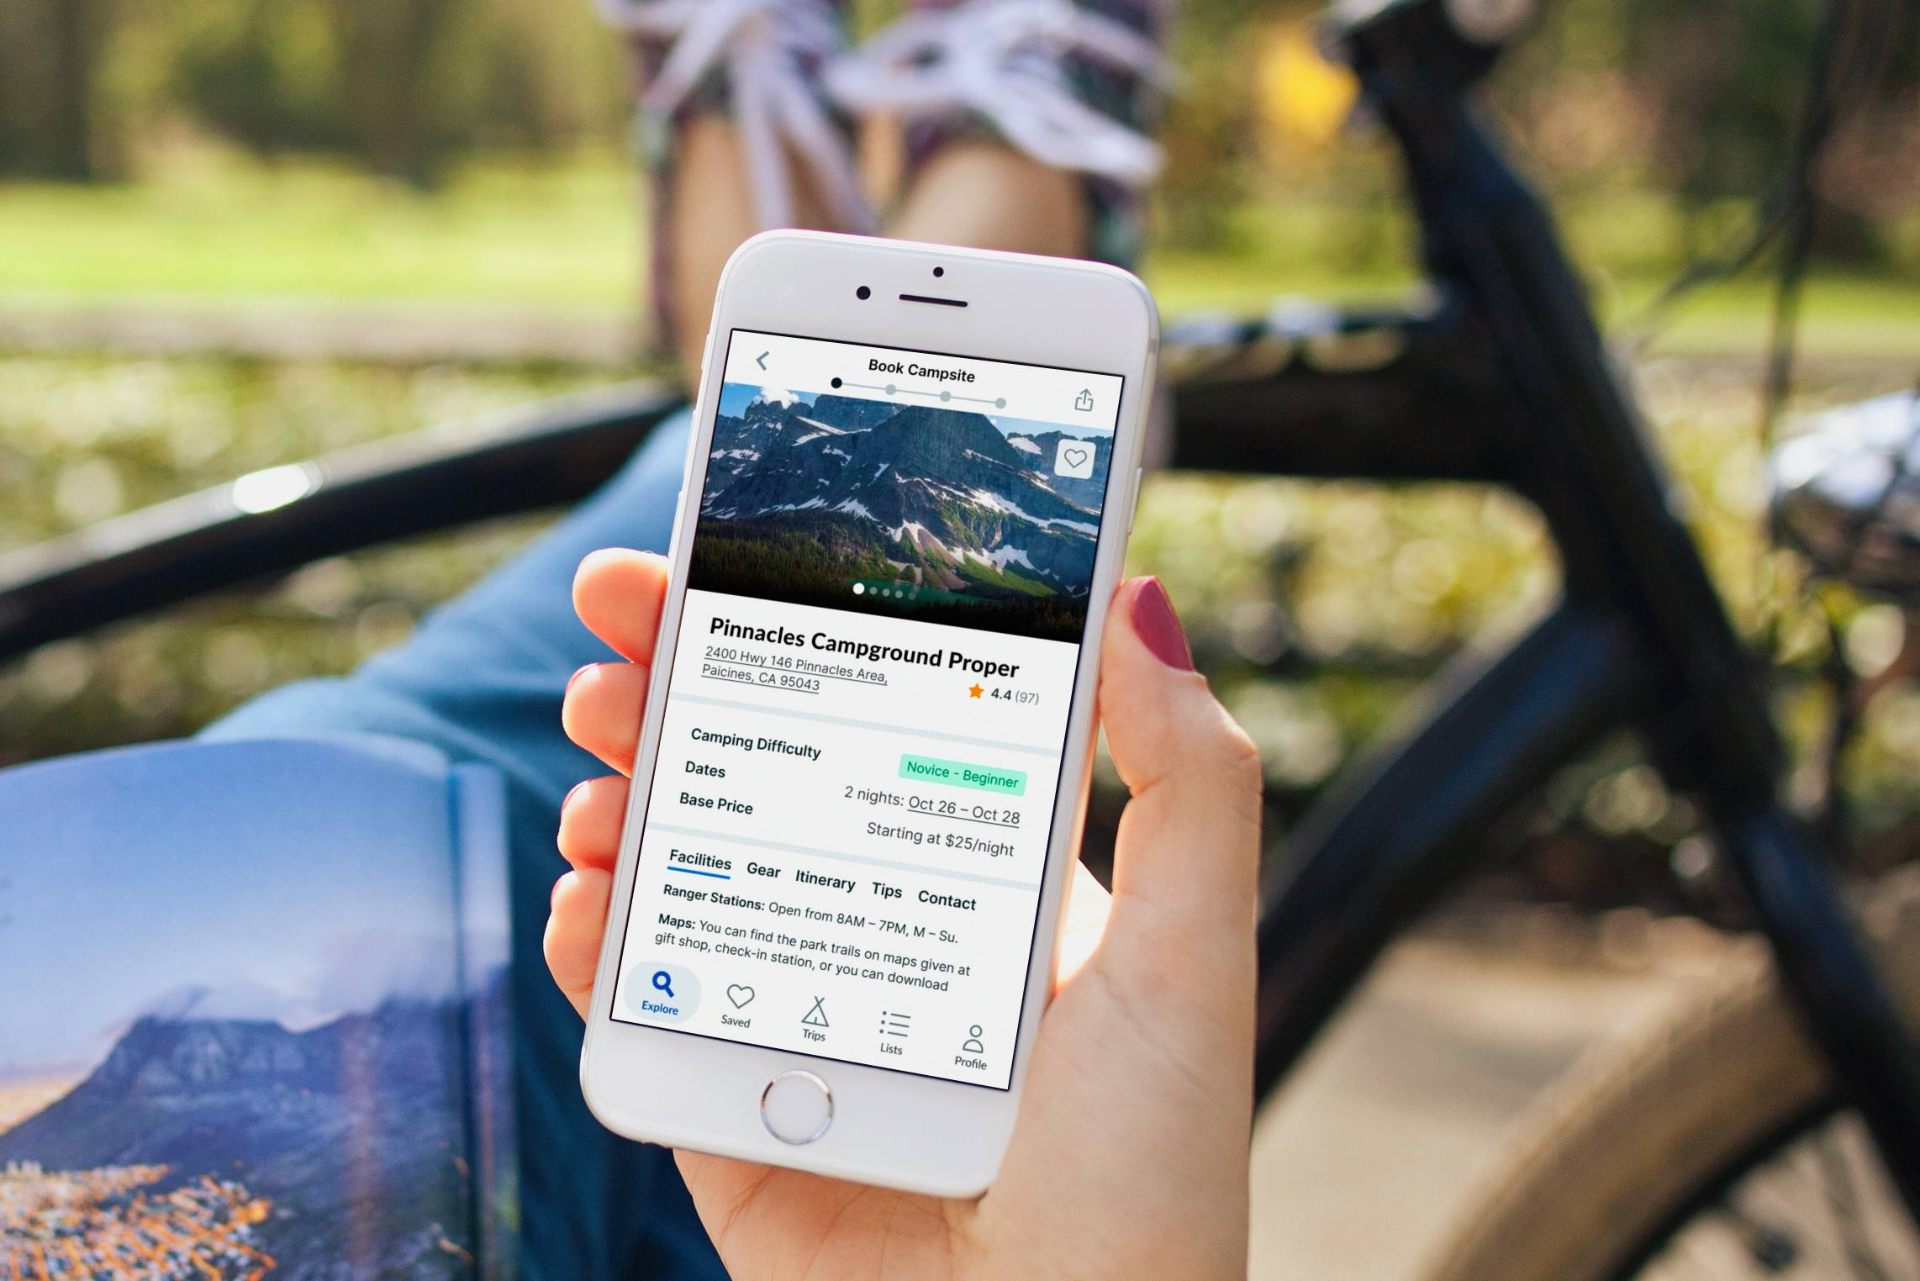 Book Campsite
Pinnacles Campground Proper
2400 Hwy 146 Pinnacles Area,
Paicines, CA 95043
4.4 (97)
Camping Difficulty
Novice - Beginner
Dates
2 nights: Oct 26 – Oct 28
Base Price
Starting at $25/night
Facilities Gear Itinerary Tips Contact
Ranger Stations: Open from 8AM – 7PM, M – Su.
Maps: You can find the park trails on maps given at
gift shop, check-in station, or you can download
Explore Saved Trips Lists Profile